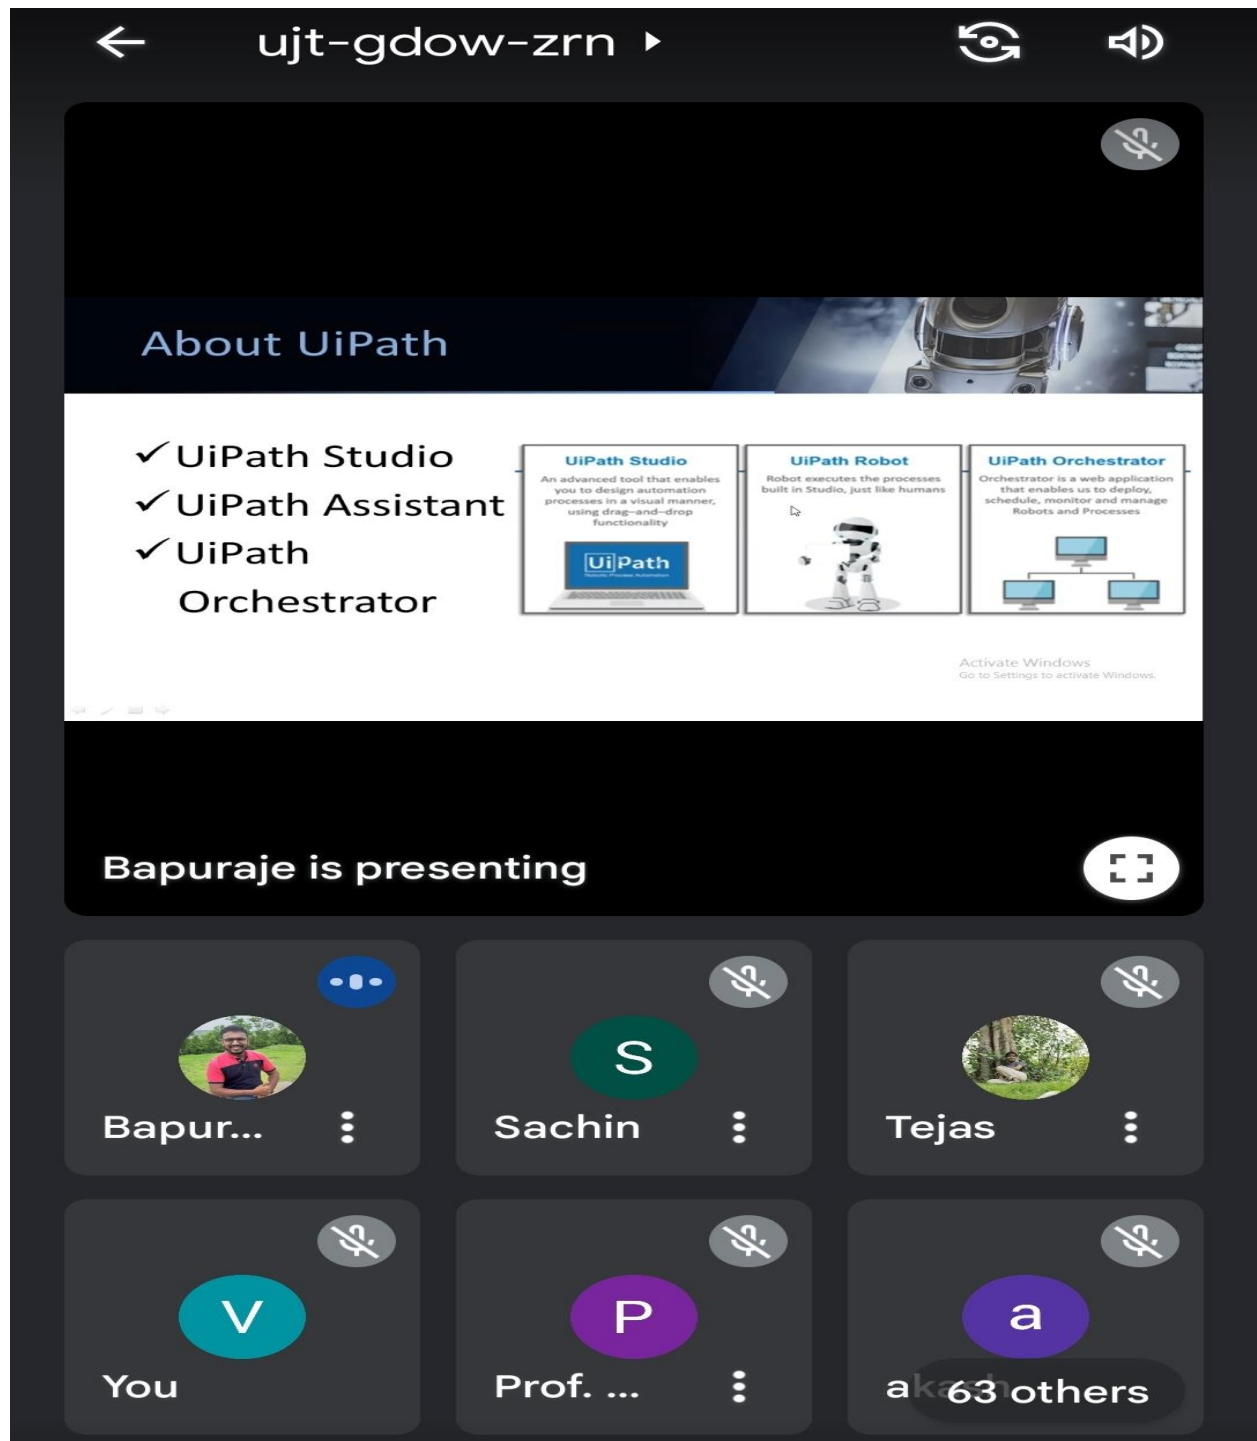 ujt-gdow-zrn
About UiPath
UiPath Studio
UiPath Assistant
UiPath
Orchestrator
UiPath Studio
An advanced tool that enables
you to design automation
processes in a visual manner,
using drag-and-drop
functionality
UiPath
UiPath Robot
Robot executes the processes
built in Studio, just like humans
UiPath Orchestrator
Orchestrator is a web application
that enables us to deploy,
schedule, monitor and manage
Robots and Processes
Activate Windows
Go to Settings to activate Windows.
Bapuraje is presenting
Bapur...
S
Sachin
Tejas
V
You
P
Prof. ...
a
akash
63 others